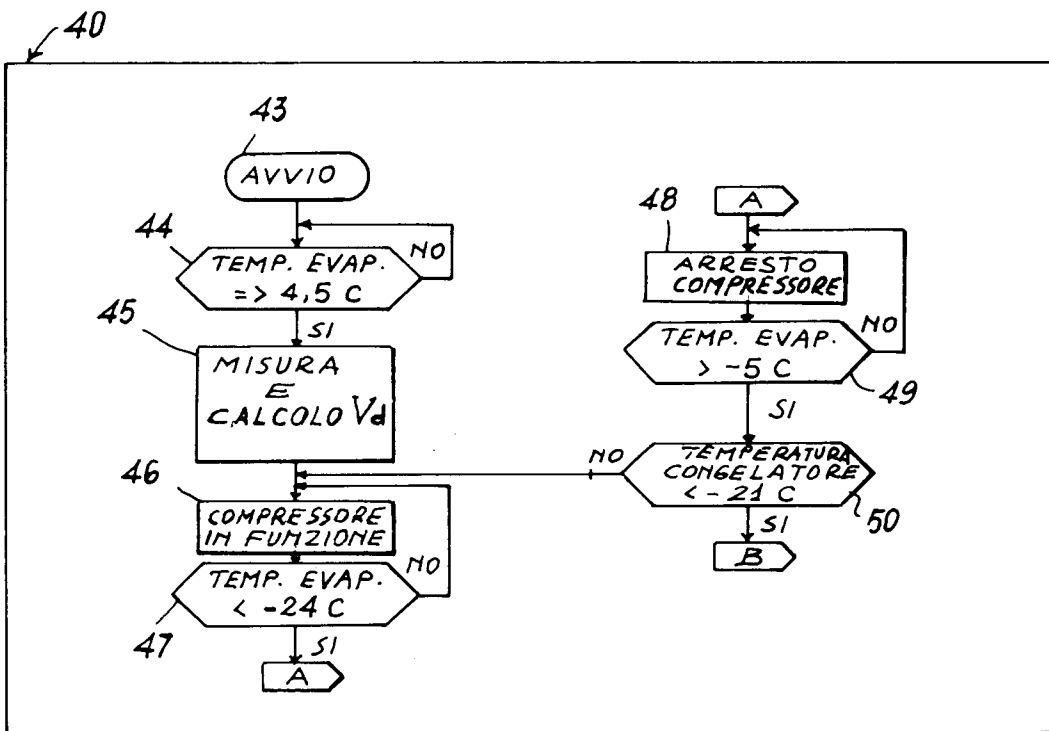 40
43
AVVIO
44
TEMP. EVAP.
=> 4,5 C
NO
SI
45
MISURA
E
CALCOLO Vd
46
COMPRESSORE
IN FUNZIONE
TEMP. EVAP.
< -24 C
NO
47
SI
A
A
48
ARRESTO
COMPRESSORE
TEMP. EVAP.
> -5 C
NO
49
SI
NO
TEMPERATURA
CONGELATORE
< -21 C
50
SI
B